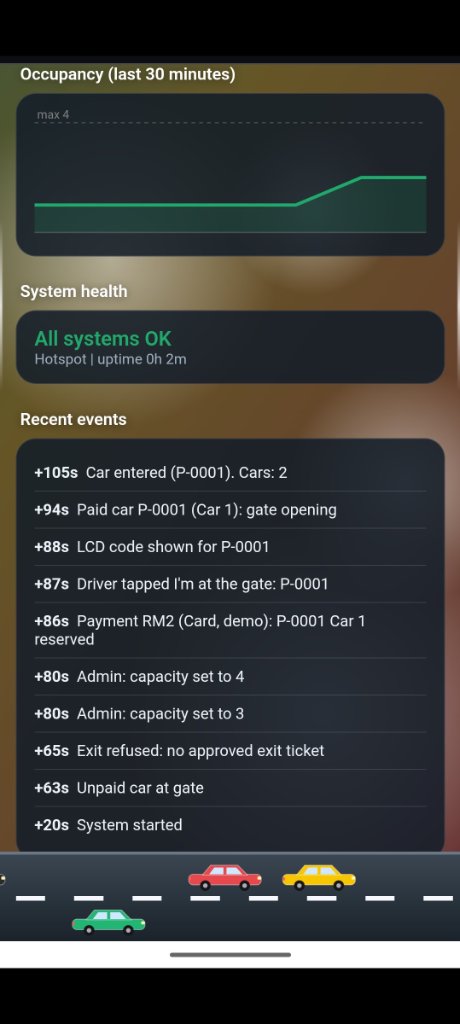 Occupancy (last 30 minutes)
max 4
System health
All systems OK
Hotspot | uptime 0h 2m
Recent events
+105s Car entered (P-0001). Cars: 2
+94s Paid car P-0001 (Car 1): gate opening
+88s LCD code shown for P-0001
+87s Driver tapped I'm at the gate: P-0001
+86s Payment RM2 (Card, demo): P-0001 Car 1
reserved
+80s Admin: capacity set to 4
+80s Admin: capacity set to 3
+65s Exit refused: no approved exit ticket
+63s Unpaid car at gate
+20s System started